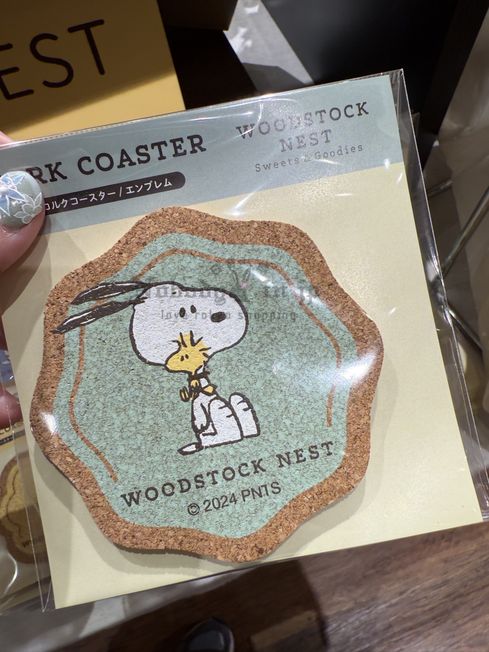 EST
RK COASTER
コルクコースター/エンブレム
WOODSTOCK
NEST
Sweets & Goodies
WOODSTOCK NEST
© 2024 PNTS